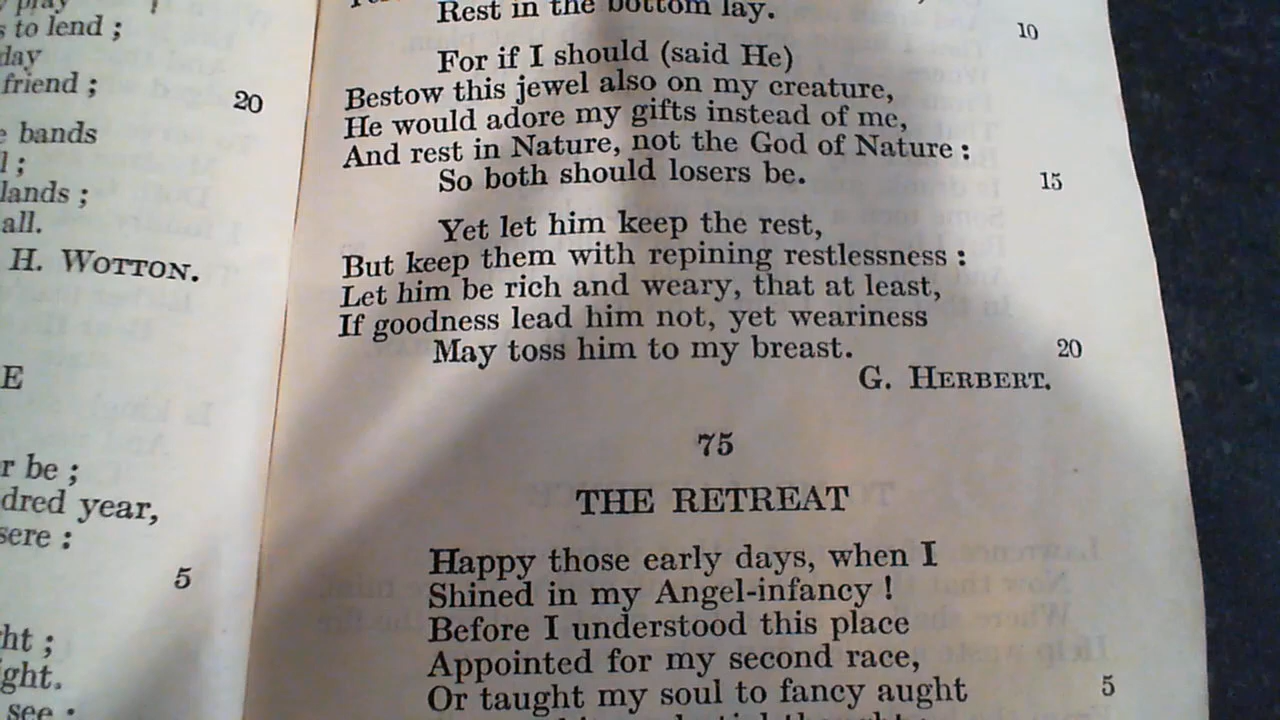 s to lend ;
day
friend ;
20
bands
l ;
lands ;
all.
H. WOTTON.
E
r be ;
dred year,
sere :
5
ht ;
ght.
see :
Rest in the bottom lay.
10
For if I should (said He)
Bestow this jewel also on my creature,
He would adore my gifts instead of me,
And rest in Nature, not the God of Nature :
So both should losers be.
15
Yet let him keep the rest,
But keep them with repining restlessness :
Let him be rich and weary, that at least,
If goodness lead him not, yet weariness
May toss him to my breast.
20
G. HERBERT.
75
THE RETREAT
Happy those early days, when I
Shined in my Angel-infancy !
Before I understood this place
Appointed for my second race,
Or taught my soul to fancy aught
5